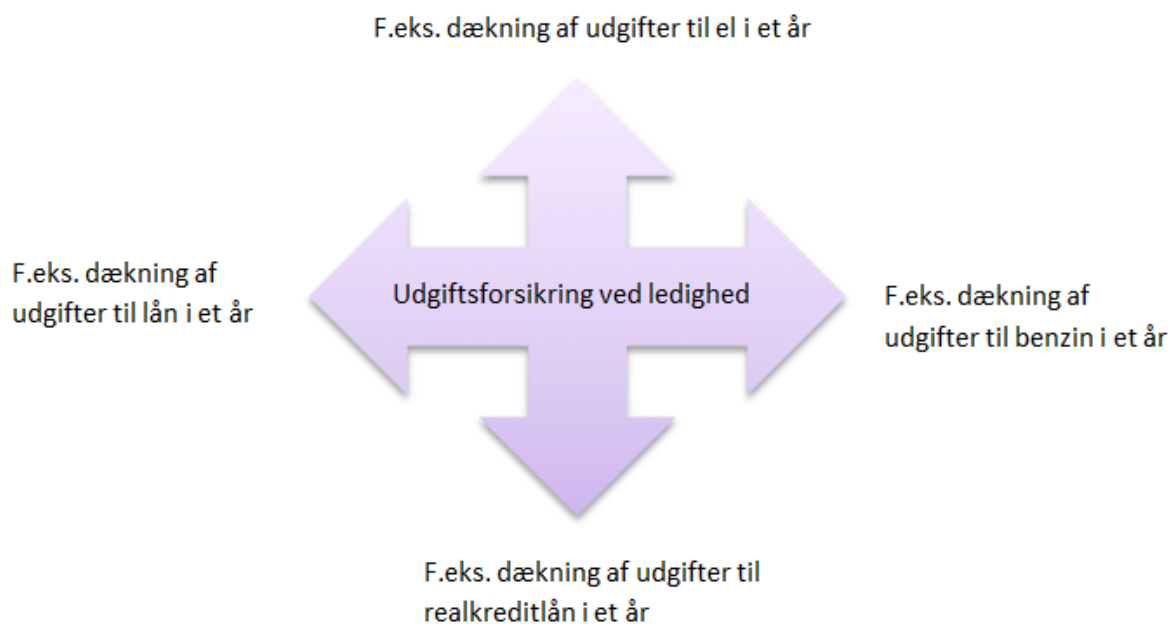 F.eks. dækning af udgifter til el i et år
F.eks. dækning af
udgifter til lån i et år
Udgiftsforsikring ved ledighed
F.eks. dækning af
udgifter til benzin i et år
F.eks. dækning af udgifter til
realkreditlån i et år